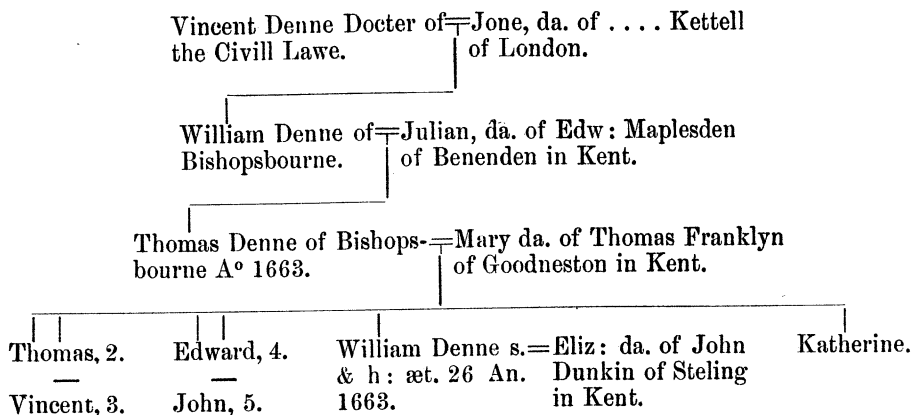 Vincent Denne Docter of=Jone, da. of .... Kettell
the Civill Lawe. of London.
William Denne of=Julian, da. of Edw: Maplesden
Bishopsbourne. of Benenden in Kent.
Thomas Denne of Bishops-=Mary da. of Thomas Franklyn
bourne Aº 1663. of Goodneston in Kent.
Thomas, 2.
Vincent, 3.
Edward, 4.
John, 5.
William Denne s.=Eliz: da. of John
& h: æt. 26 An. Dunkin of Steling
1663. in Kent.
Katherine.